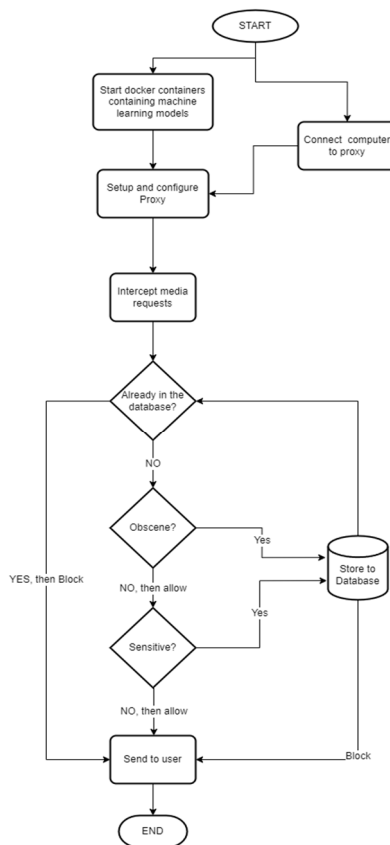 START
Start docker containers
containing machine
learning models
Connect computer
to proxy
Setup and configure
Proxy
Intercept media
requests
Already in the
database?
NO
Obscene?
Yes
Store to
Database
YES, then Block
NO, then allow
Yes
Sensitive?
NO, then allow
Block
Send to user
END